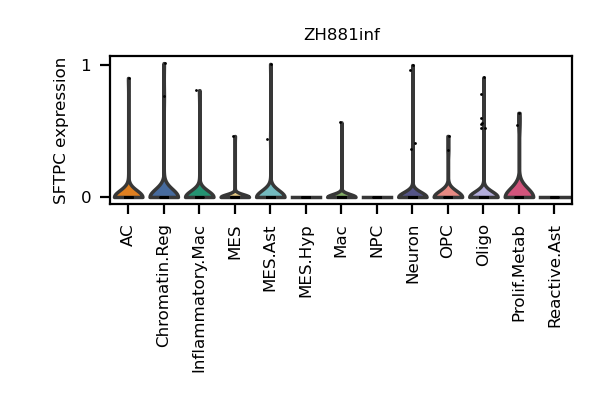 ZH881inf
SFTPC expression
1
0
AC
Chromatin.Reg
Inflammatory.Mac
MES
MES.Ast
MES.Hyp
Mac
NPC
Neuron
OPC
Oligo
Prolif.Metab
Reactive.Ast